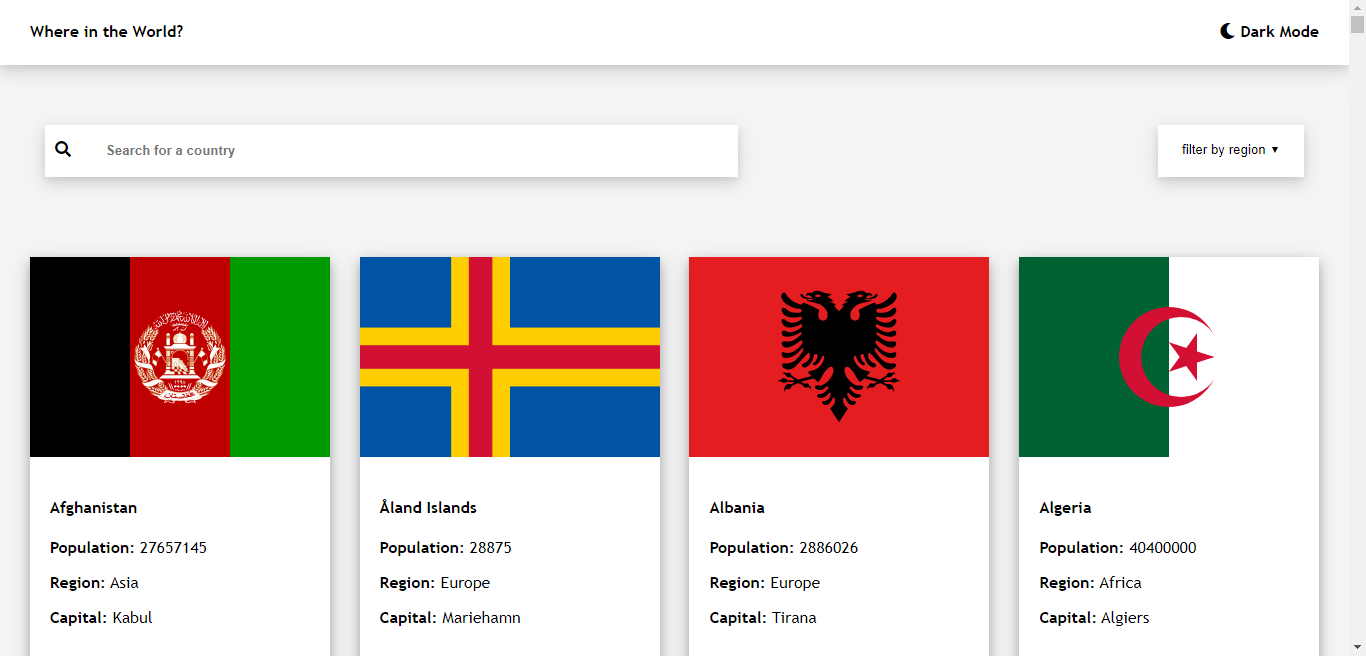 Where in the World?
Dark Mode
Search for a country
filter by region ▼
Afghanistan
Population: 27657145
Region: Asia
Capital: Kabul
Åland Islands
Population: 28875
Region: Europe
Capital: Mariehamn
Albania
Population: 2886026
Region: Europe
Capital: Tirana
Algeria
Population: 40400000
Region: Africa
Capital: Algiers